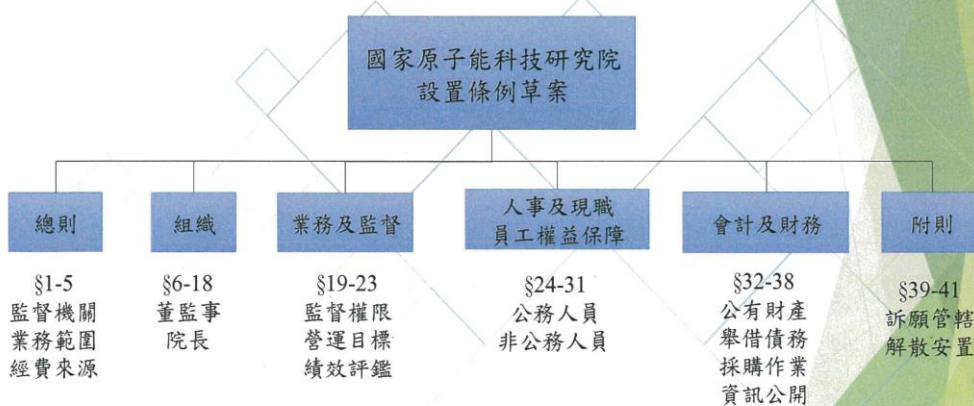 國家原子能科技研究院
設置條例草案
總則
§1-5
監督機關
業務範圍
經費來源
組織
§6-18
董監事
院長
業務及監督
§19-23
監督權限
營運目標
績效評鑑
人事及現職
員工權益保障
§24-31
公務人員
非公務人員
會計及財務
§32-38
公有財產
舉借債務
採購作業
資訊公開
附則
§39-41
訴願管轄
解散安置